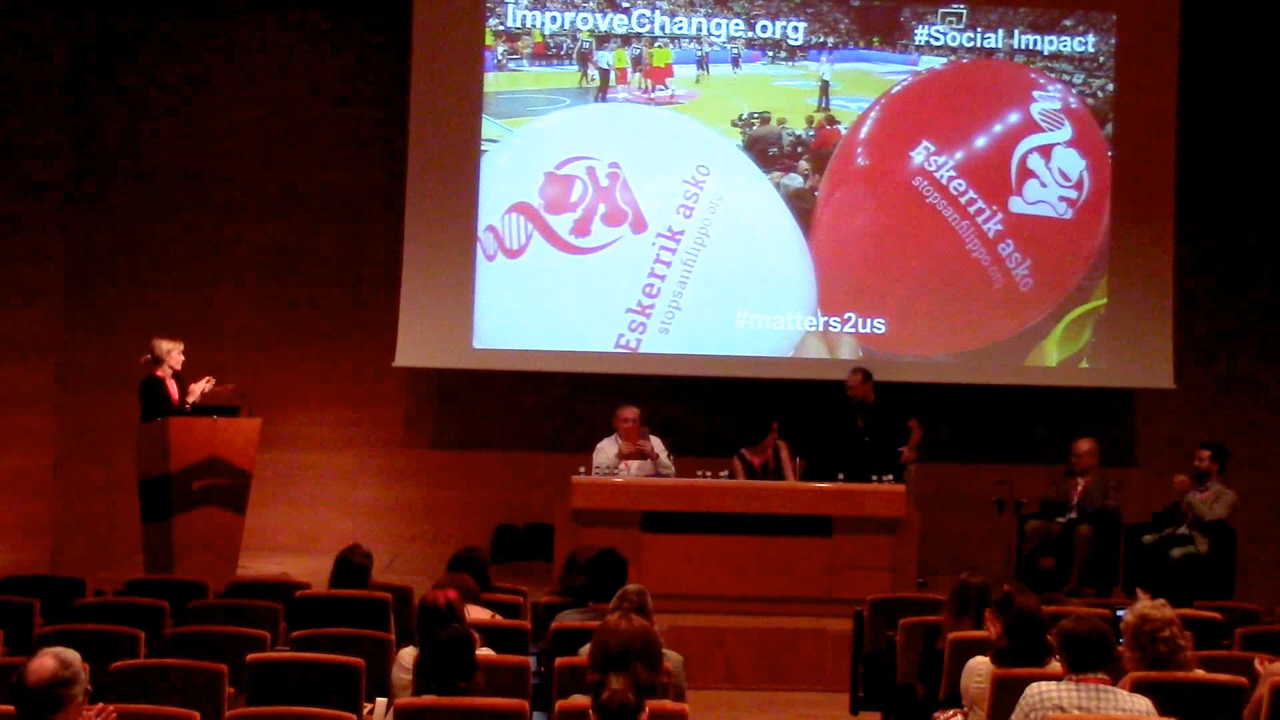 ImproveChange.org
#Social Impact
Eskerrik asko
stopsanfilippo.org
Eskerrik asko
stopsanfilippo.org
#matters2us